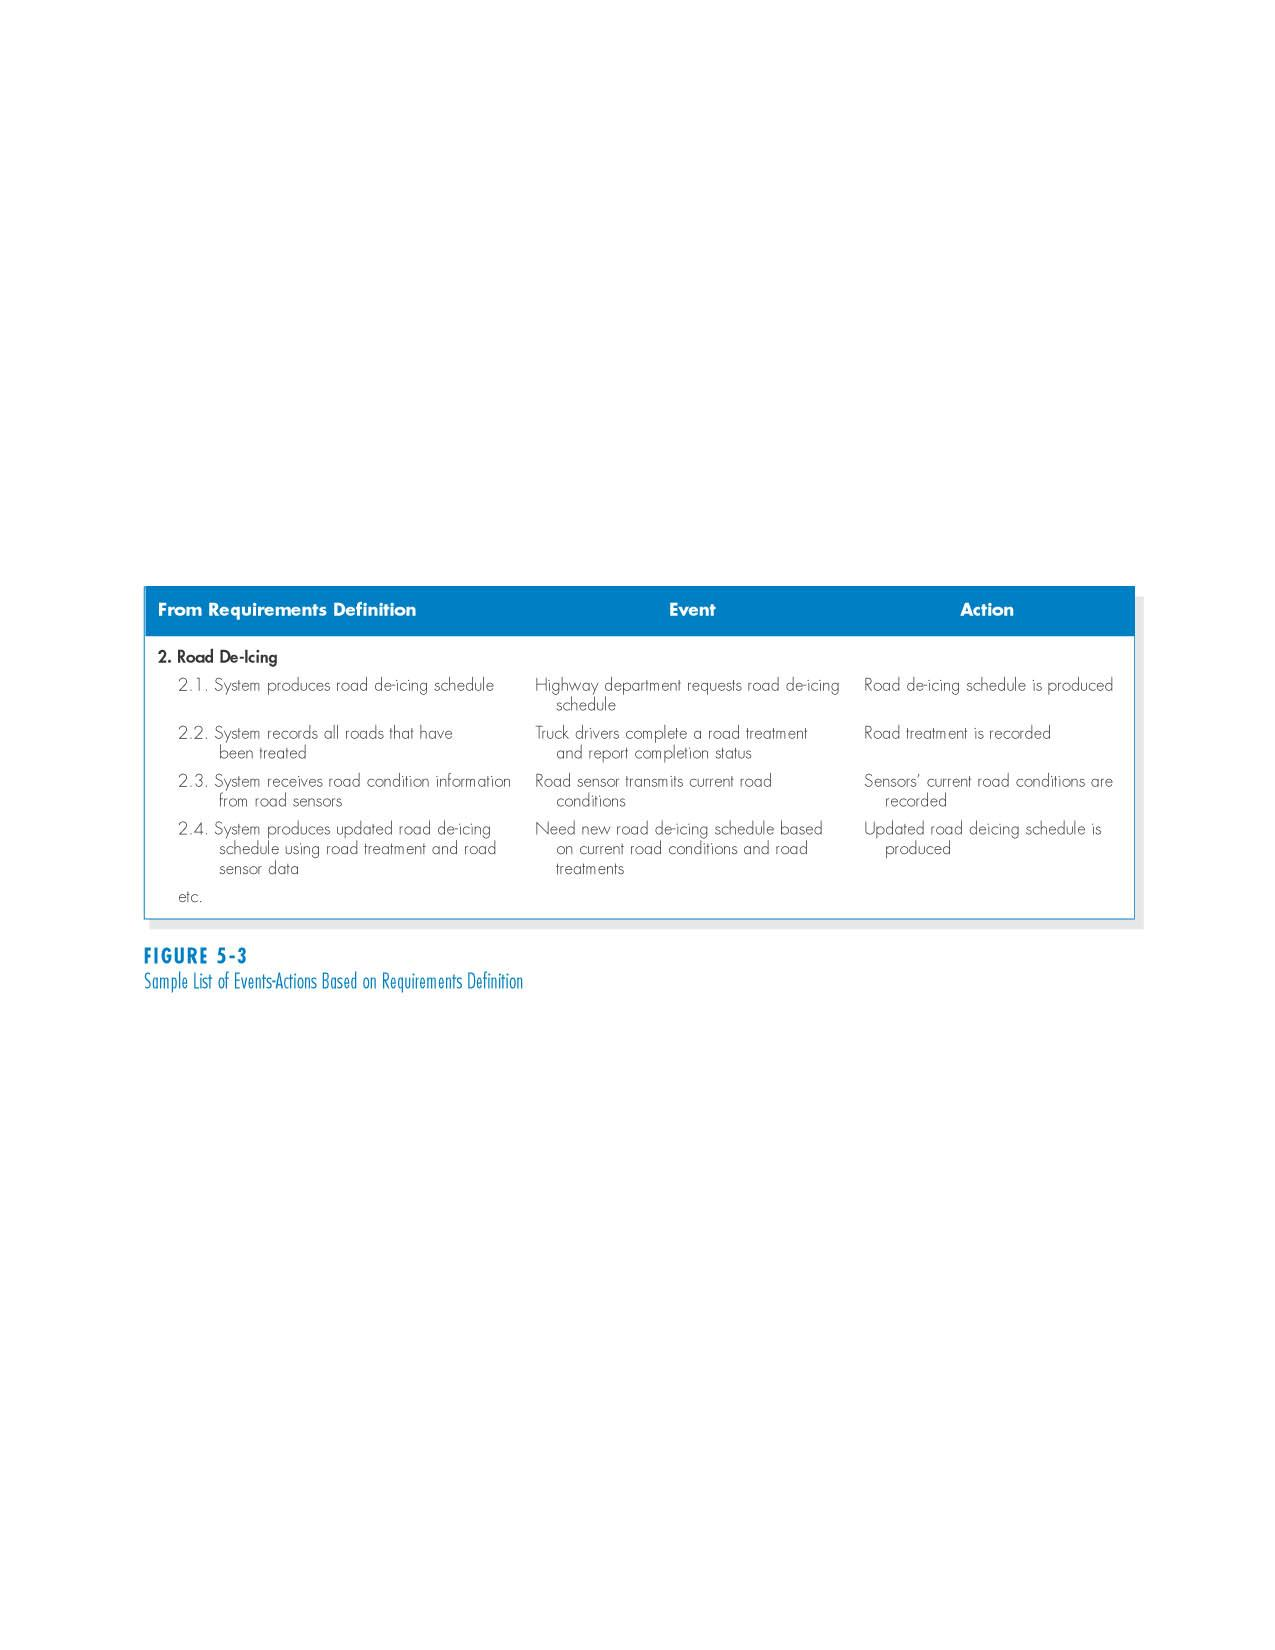 From Requirements Definition Event Action
2. Road De-Icing
2.1. System produces road de-icing schedule Highway department requests road de-icing Road de-icing schedule is produced
schedule
2.2. System records all roads that have Truck drivers complete a road treatment Road treatment is recorded
been treated and report completion status
2.3. System receives road condition information Road sensor transmits current road Sensors’ current road conditions are
from road sensors conditions recorded
2.4. System produces updated road de-icing Need new road de-icing schedule based Updated road deicing schedule is
schedule using road treatment and road on current road conditions and road produced
sensor data treatments
etc.
FIGURE 5-3
Sample List of Events-Actions Based on Requirements Definition